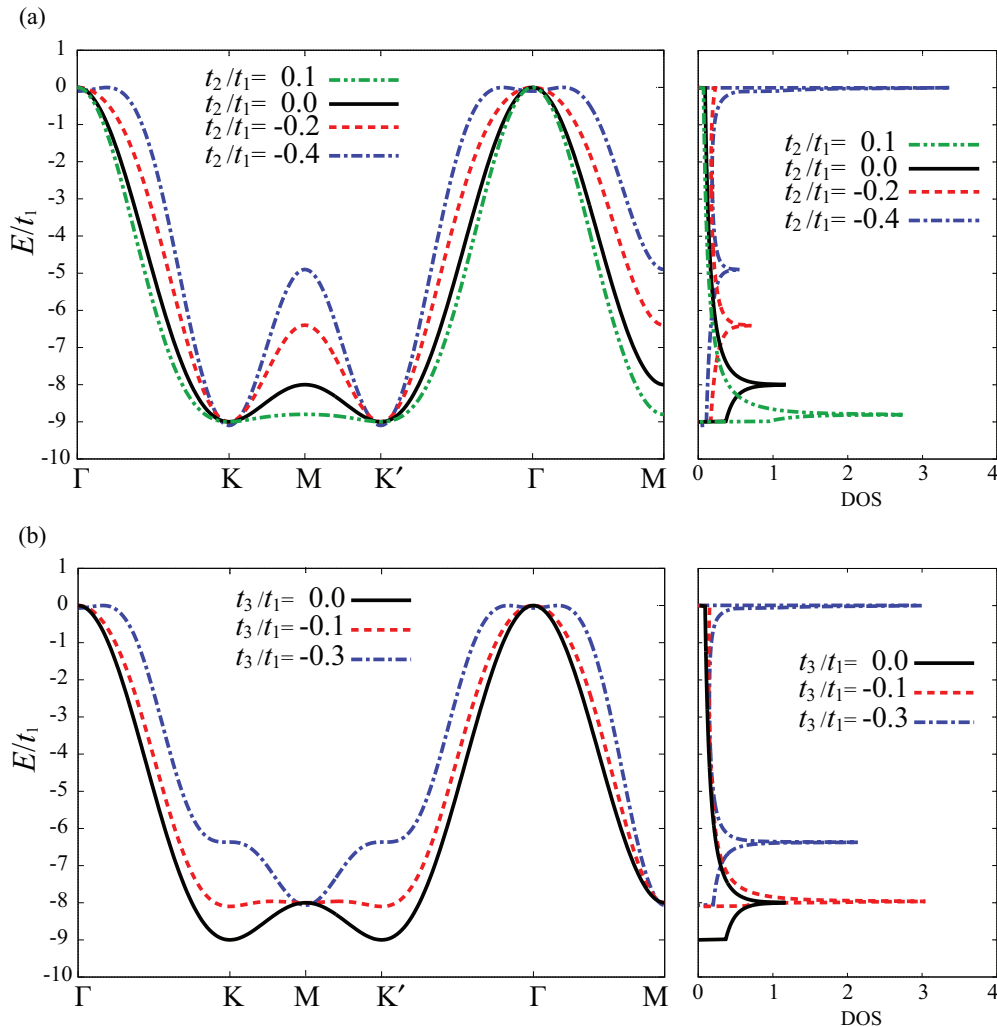 (a)
1
0
-1
-2
-3
-4
-5
-6
-7
-8
-9
-10
E/t₁
t₂/t₁= 0.1
t₂/t₁= 0.0
t₂/t₁= -0.2
t₂/t₁= -0.4
Γ K M K′ Γ M
t₂/t₁= 0.1
t₂/t₁= 0.0
t₂/t₁= -0.2
t₂/t₁= -0.4
0 1 2 3 4
DOS
(b)
1
0
-1
-2
-3
-4
-5
-6
-7
-8
-9
-10
E/t₁
t₃/t₁= 0.0
t₃/t₁= -0.1
t₃/t₁= -0.3
Γ K M K′ Γ M
t₃/t₁= 0.0
t₃/t₁= -0.1
t₃/t₁= -0.3
0 1 2 3 4
DOS